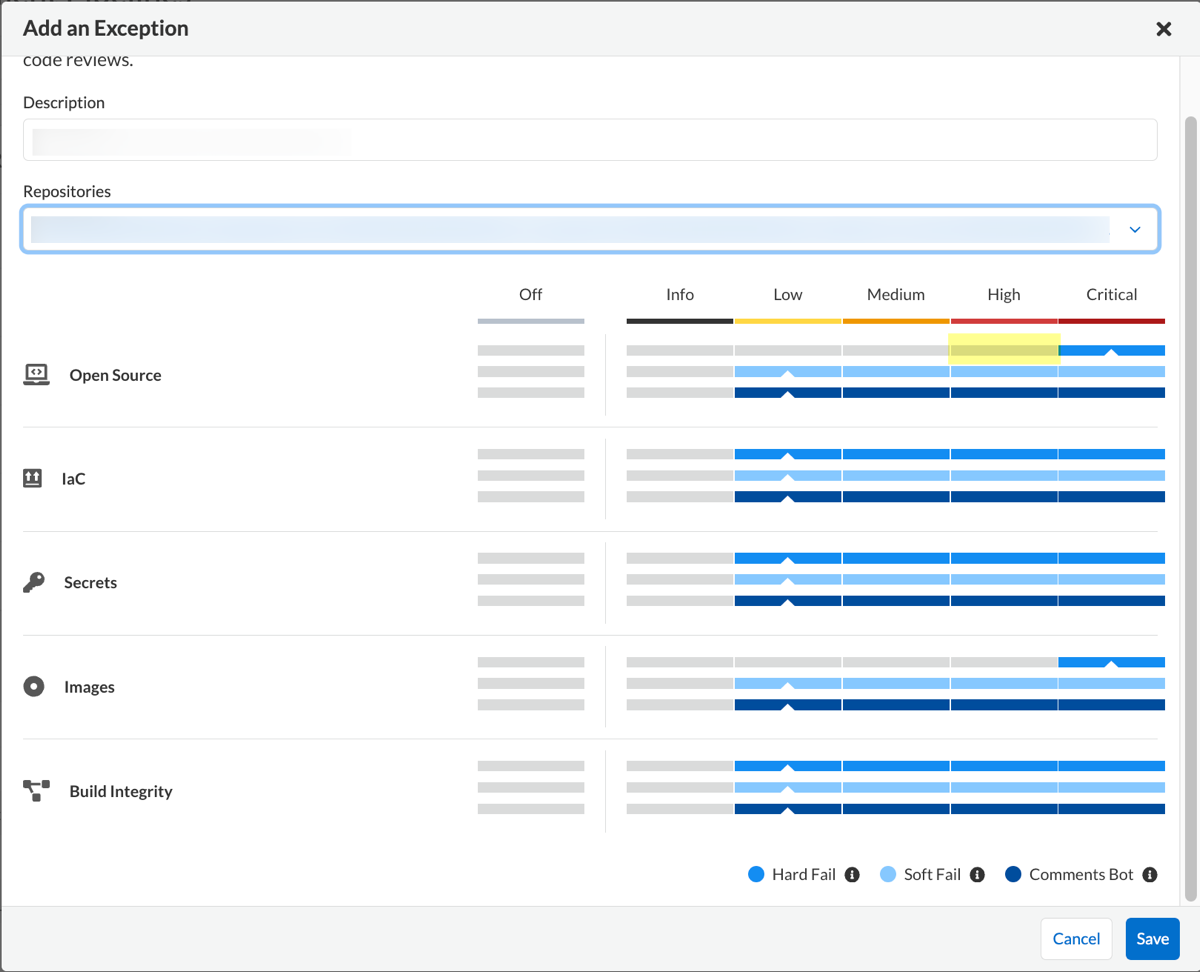 Add an Exception
code reviews.
Description
Repositories
Off Info Low Medium High Critical
Open Source
IaC
Secrets
Images
Build Integrity
Hard Fail Soft Fail Comments Bot
Cancel Save